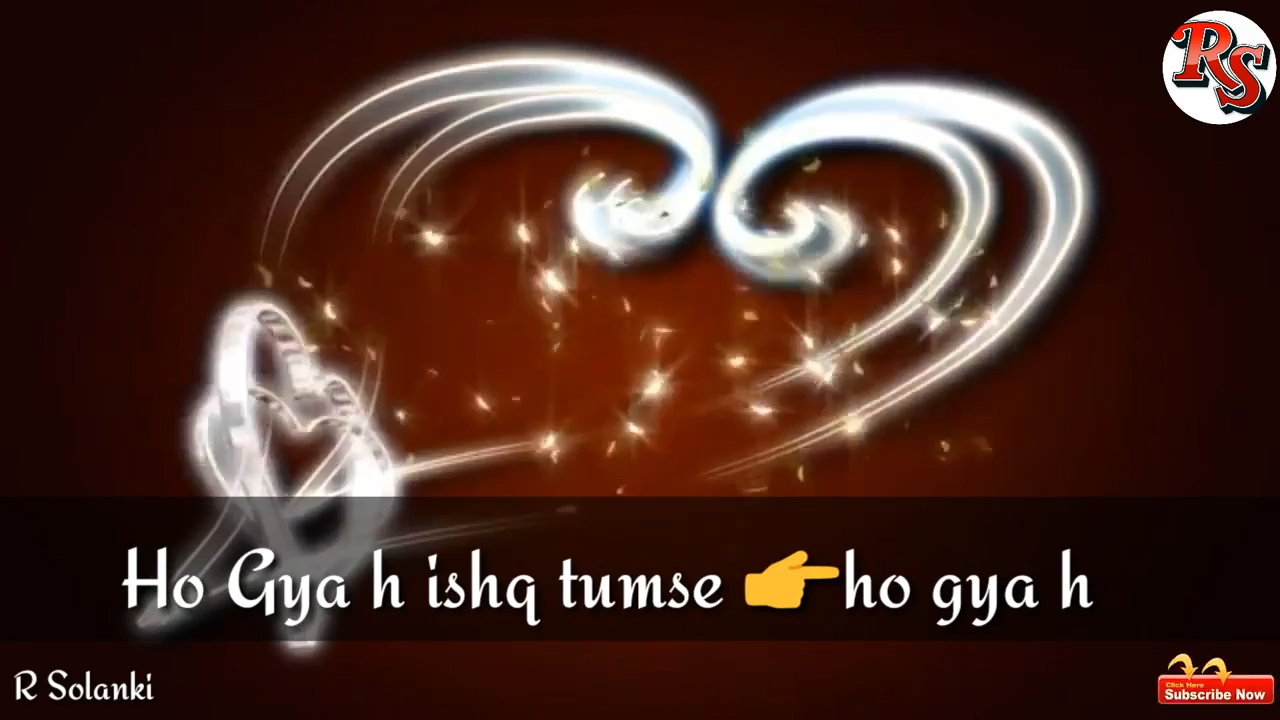 RS
Ho Gya h ishq tumse 👉ho gya h
R Solanki
Click Here
Subscribe Now